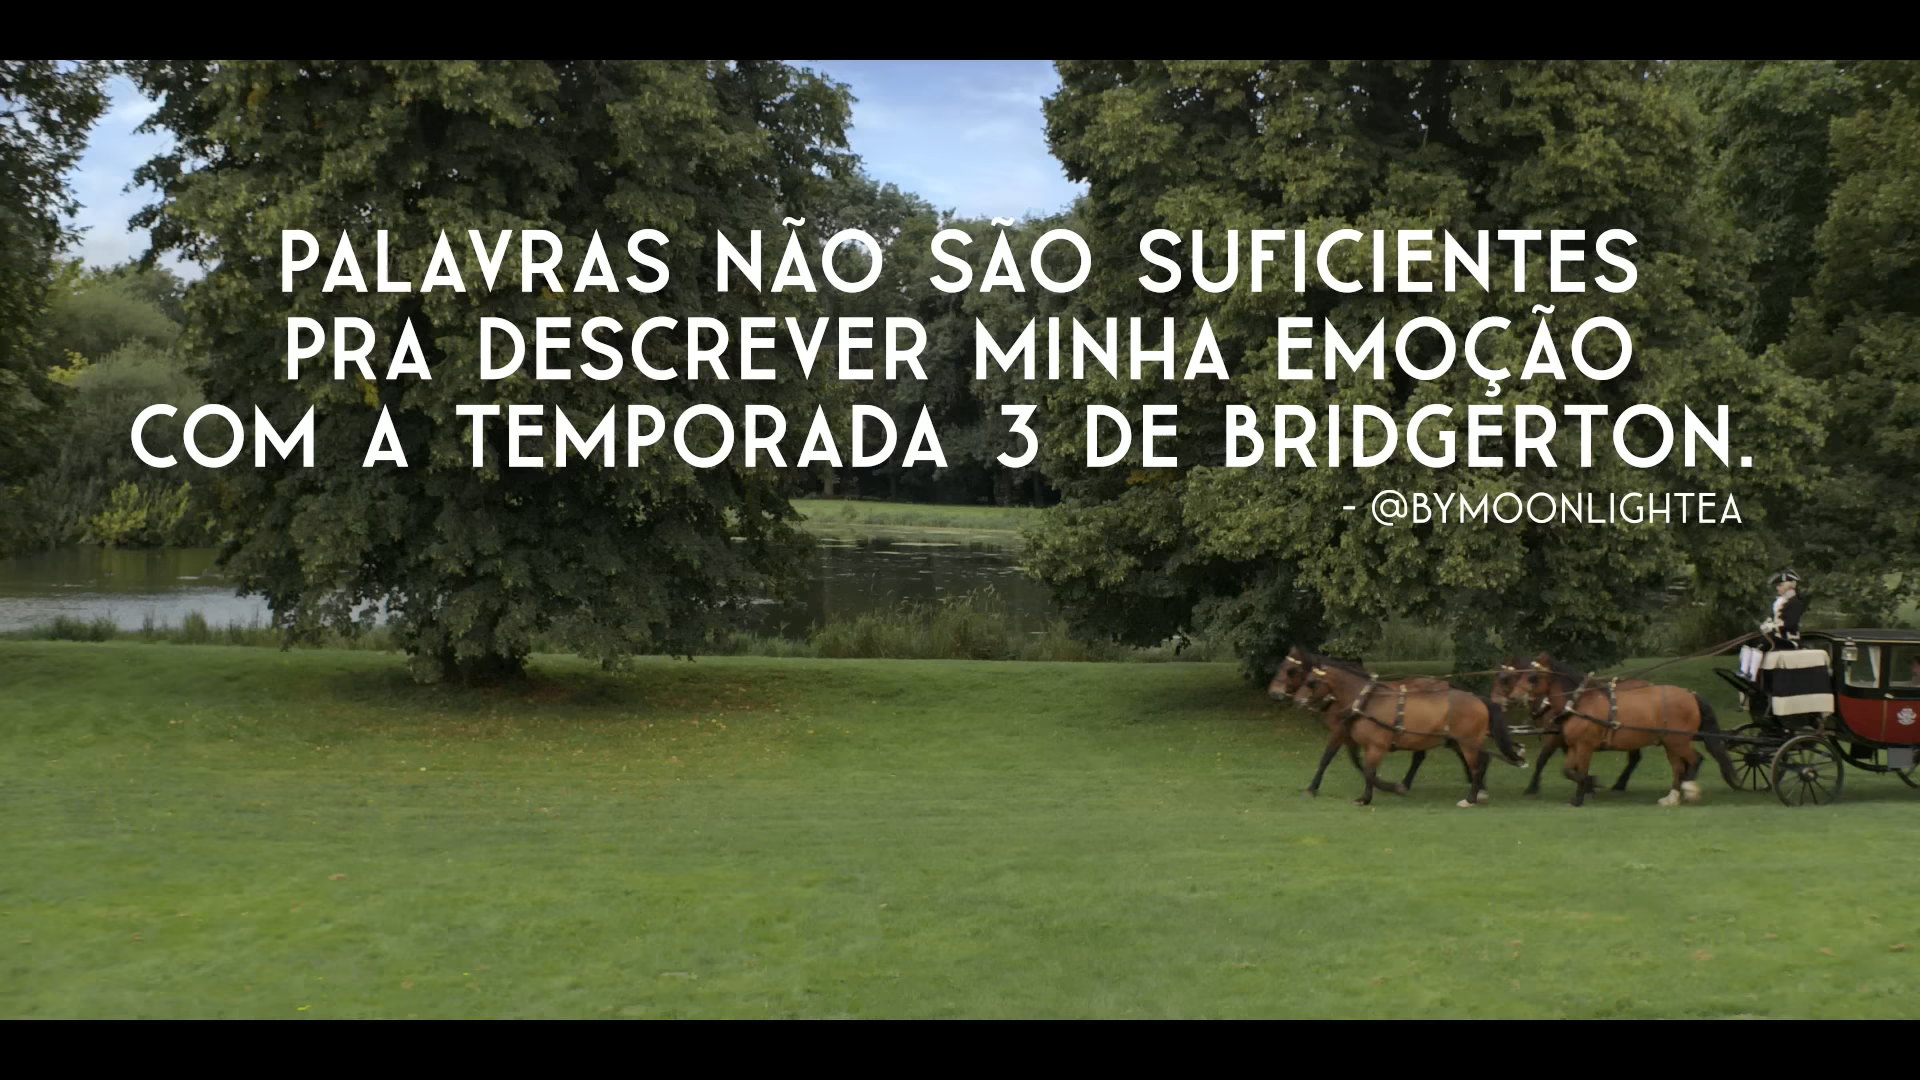 PALAVRAS NÃO SÃO SUFICIENTES
PRA DESCREVER MINHA EMOÇÃO
COM A TEMPORADA 3 DE BRIDGERTON.
- @BYMOONLIGHTEA